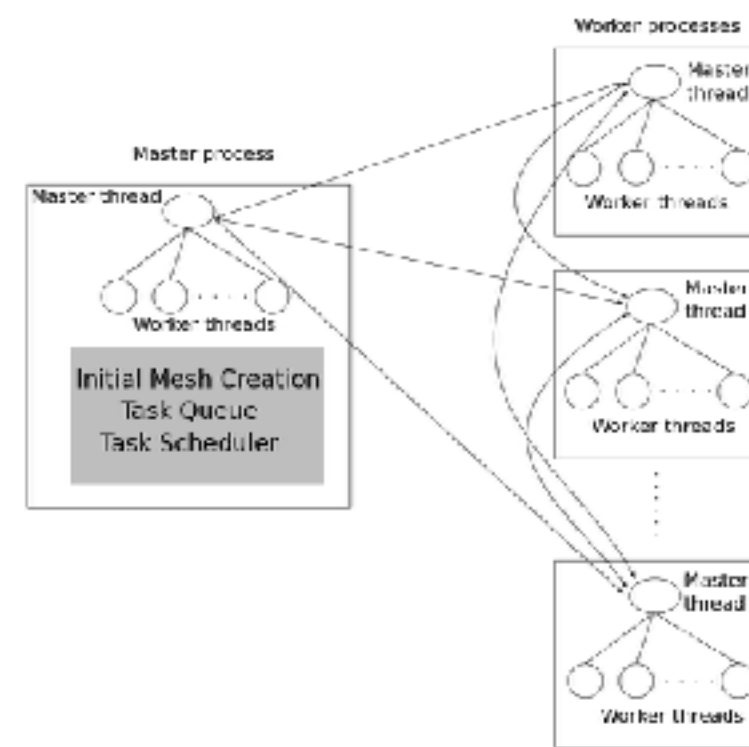 Worker processes
Master
thread
Worker threads
Master process
Master thread
Worker threads
Initial Mesh Creation
Task Queue
Task Scheduler
Master
thread
Worker threads
Master
thread
Worker threads